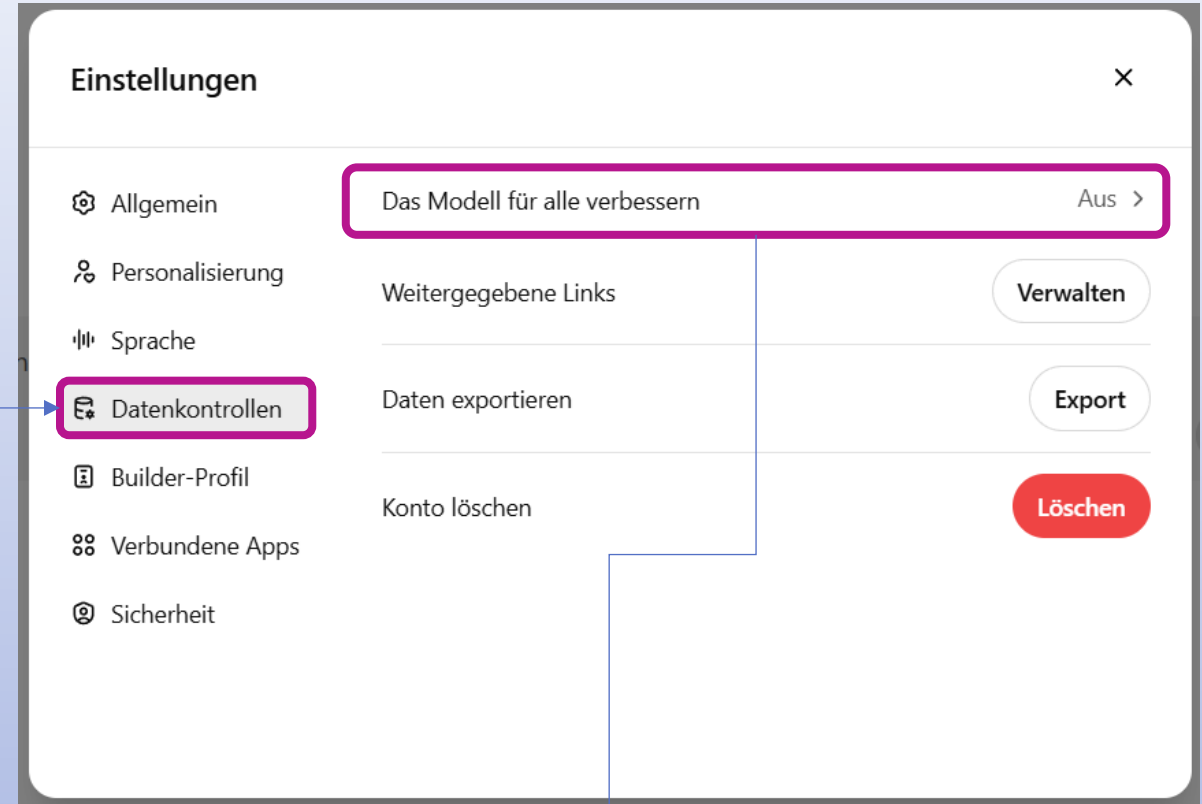 Einstellungen
Allgemein
Personalisierung
Sprache
Datenkontrollen
Builder-Profil
Verbundene Apps
Sicherheit
Das Modell für alle verbessern Aus
Weitergegebene Links Verwalten
Daten exportieren Export
Konto löschen Löschen